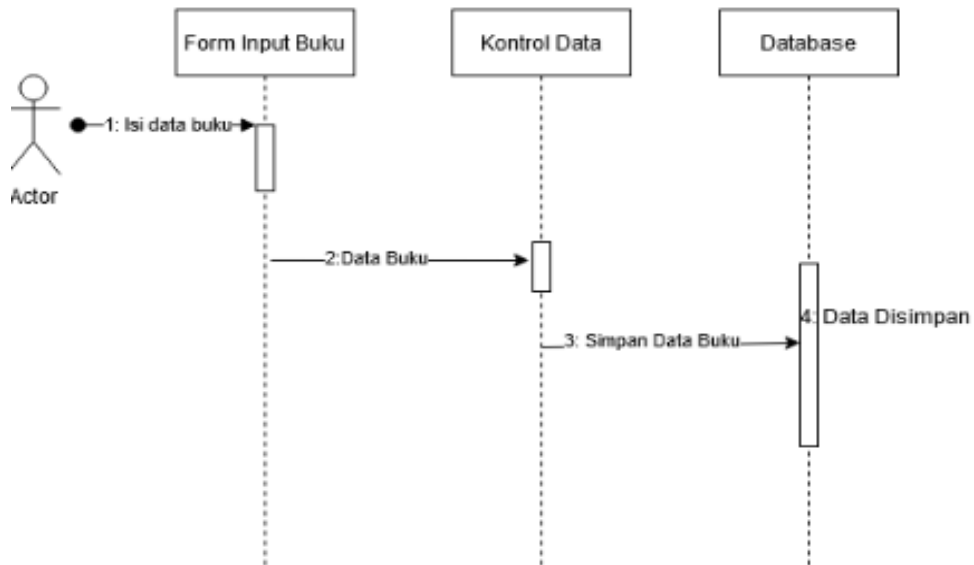 Form Input Buku
Kontrol Data
Database
1: Isi data buku
Actor
2:Data Buku
3: Simpan Data Buku
4: Data Disimpan